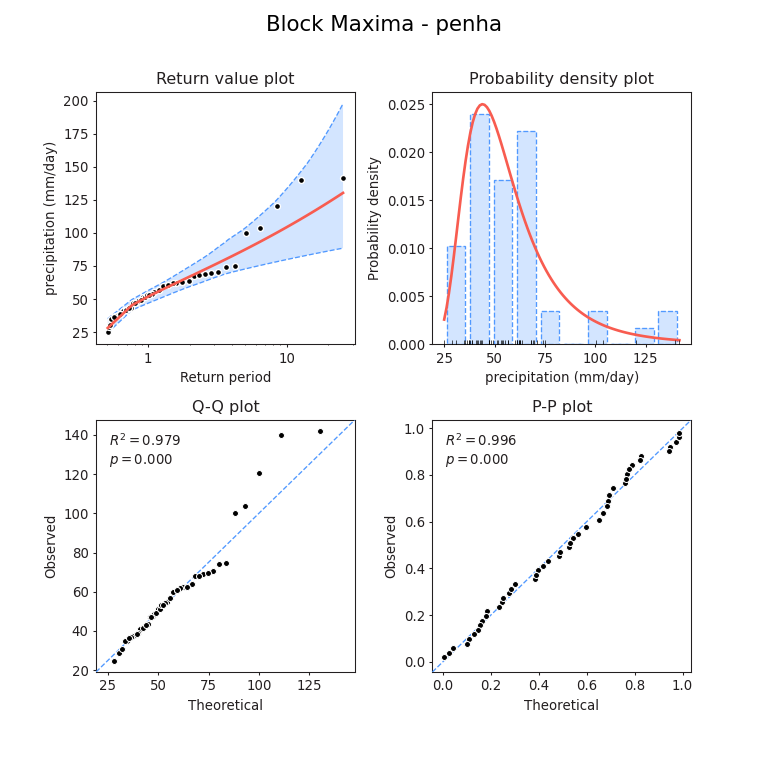 Block Maxima - penha
Return value plot
precipitation (mm/day)
200
175
150
125
100
75
50
25
1
10
Return period
Probability density plot
Probability density
0.025
0.020
0.015
0.010
0.005
0.000
25
50
75
100
125
precipitation (mm/day)
Q-Q plot
R² = 0.979
p = 0.000
Observed
140
120
100
80
60
40
20
25
50
75
100
125
Theoretical
P-P plot
R² = 0.996
p = 0.000
Observed
1.0
0.8
0.6
0.4
0.2
0.0
0.0
0.2
0.4
0.6
0.8
1.0
Theoretical